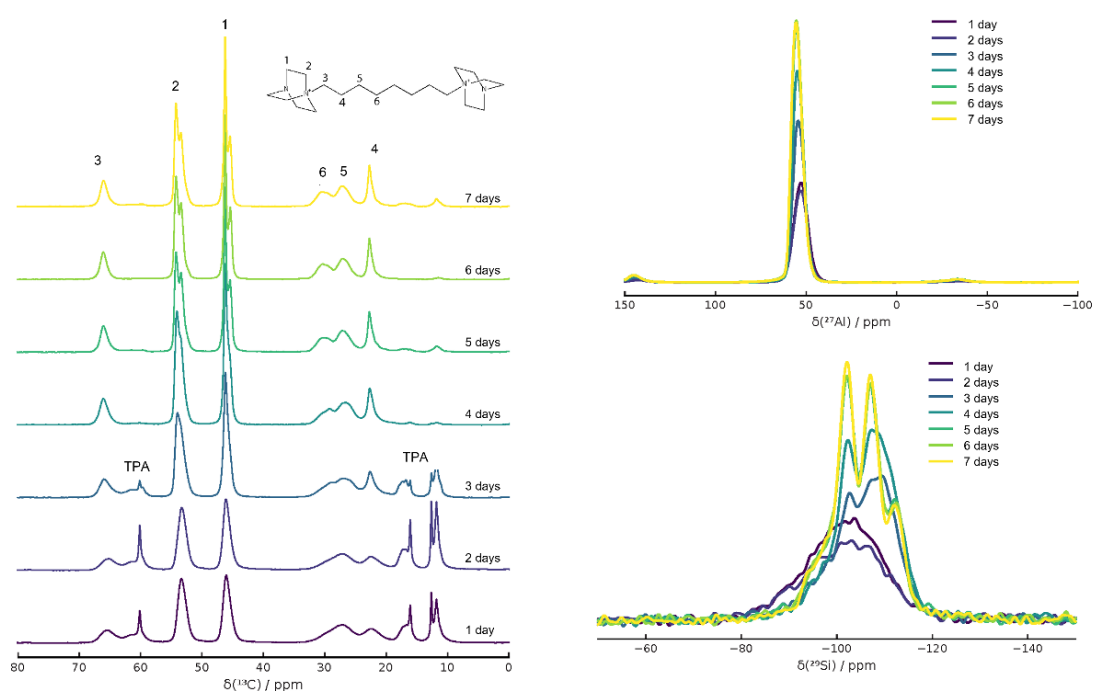 1
2
3
6
5
4
1
2
3
4
5
6
N
N⁺
N⁺
N
7 days
6 days
5 days
4 days
TPA
TPA
3 days
2 days
1 day
80
70
60
50
40
30
20
10
0
δ(¹³C) / ppm
1 day
2 days
3 days
4 days
5 days
6 days
7 days
150
100
50
0
−50
−100
δ(²⁷Al) / ppm
1 day
2 days
3 days
4 days
5 days
6 days
7 days
−60
−80
−100
−120
−140
δ(²⁹Si) / ppm